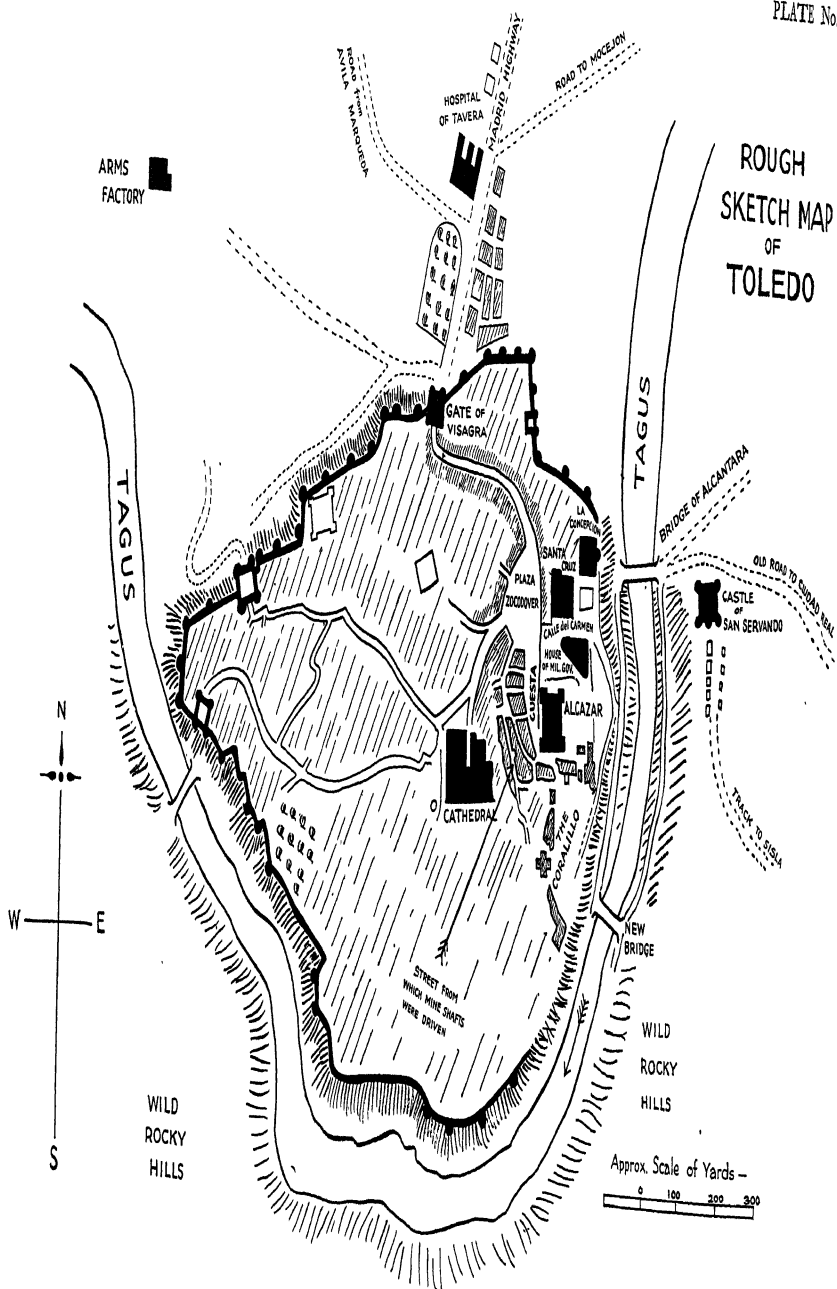 PLATE No
ROUGH
SKETCH MAP
OF
TOLEDO
ROAD from
AVILA MARQUEDA
MADRID HIGHWAY
ROAD TO MOCEJON
HOSPITAL
OF TAVERA
ARMS
FACTORY
TAGUS
TAGUS
GATE OF
VISAGRA
BRIDGE OF ALCANTARA
OLD ROAD TO CUIDAD REAL
LA
CONCEPCION
SANTA
CRUZ
PLAZA
ZOCODOVER
CALLE del CARMEN
HOUSE
OF MIL. GOV.
CASTLE
OF
SAN SERVANDO
CUESTA
ALCAZAR
CATHEDRAL
THE
CORALILLO
TRACK TO SISLA
N
W
E
S
NEW
BRIDGE
STREET FROM
WHICH MINE SHAFTS
WERE DRIVEN
WILD
ROCKY
HILLS
WILD
ROCKY
HILLS
Approx. Scale of Yards —
0 100 200 300